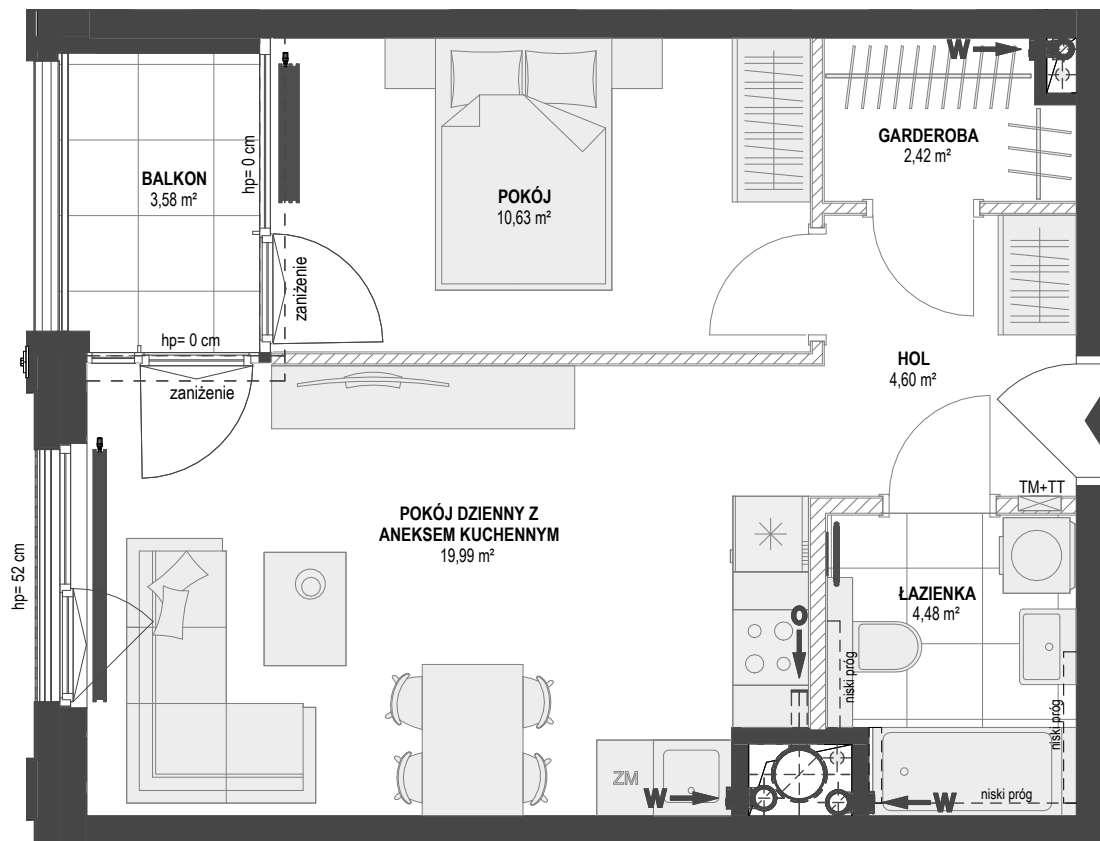 W
GARDEROBA
2,42 m²
BALKON
3,58 m²
hp= 0 cm
POKÓJ
10,63 m²
zaniżenie
hp= 0 cm
zaniżenie
HOL
4,60 m²
TM+TT
POKÓJ DZIENNY Z
ANEKSEM KUCHENNYM
19,99 m²
hp= 52 cm
ŁAZIENKA
4,48 m²
O
niski próg
niski próg
ZM
W
W
niski próg